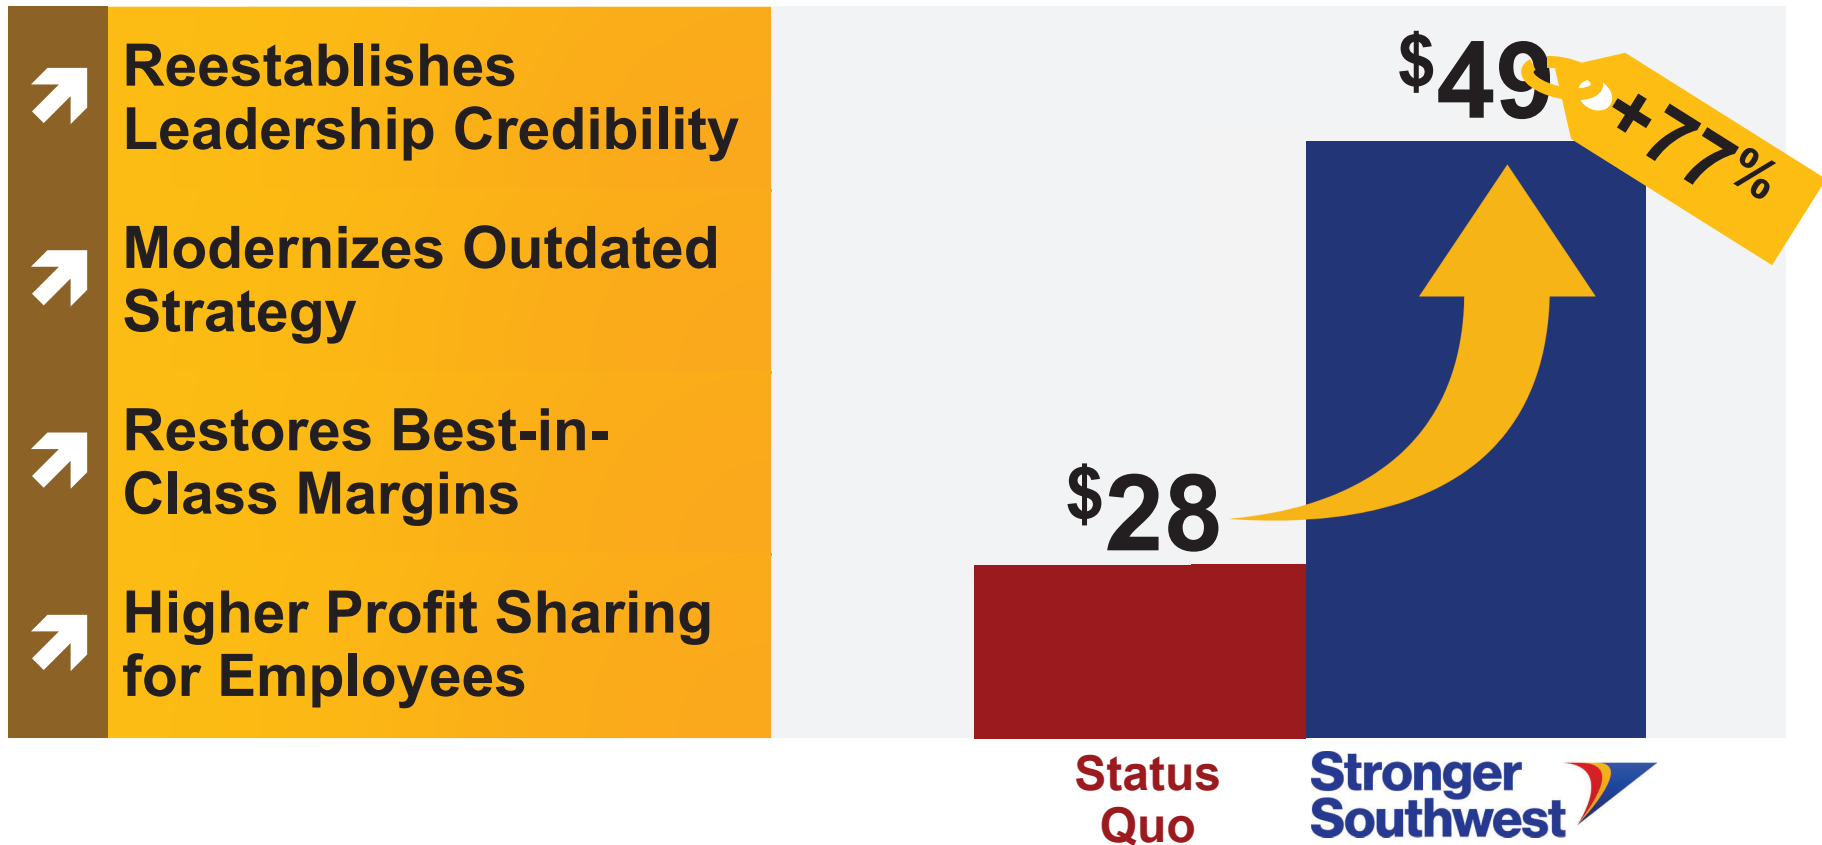 Reestablishes
Leadership Credibility
Modernizes Outdated
Strategy
Restores Best-in-
Class Margins
Higher Profit Sharing
for Employees
$49
+77%
$28
Status
Quo
Stronger
Southwest